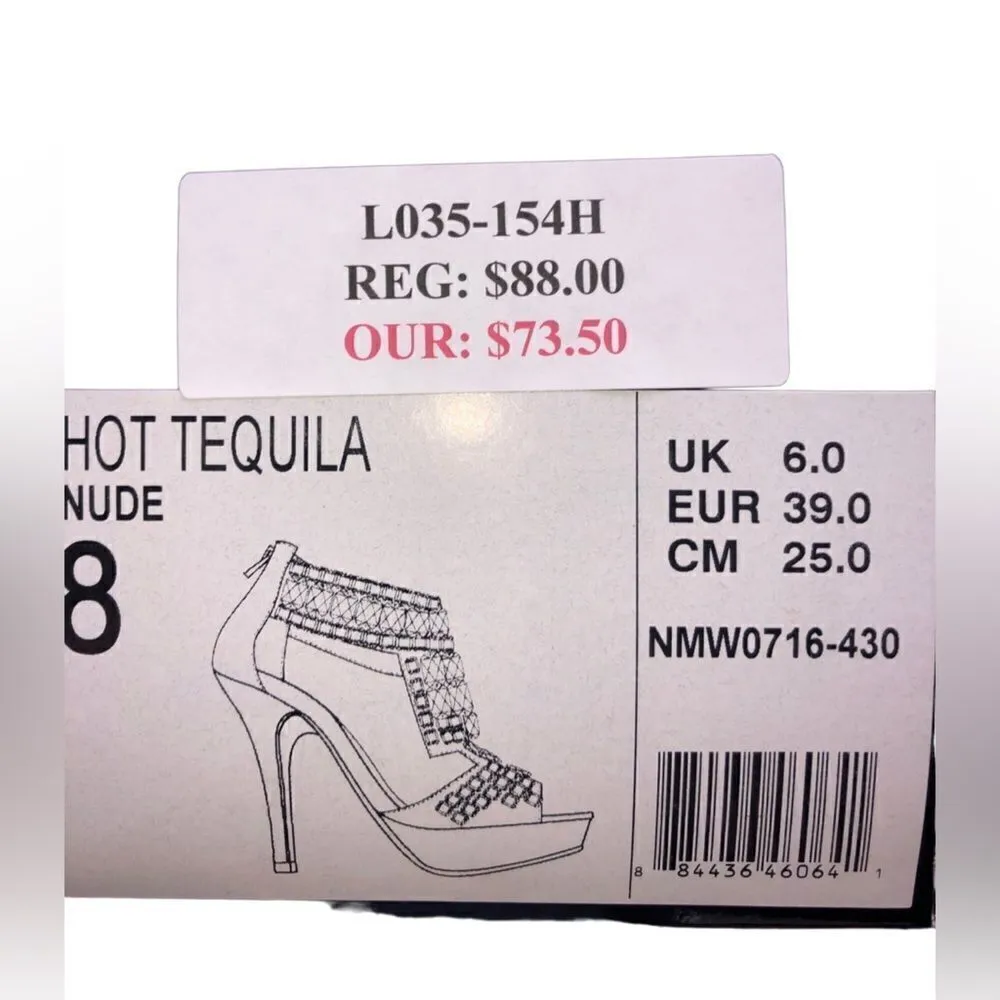 L035-154H
REG: $88.00
OUR: $73.50
HOT TEQUILA
NUDE
8
UK 6.0
EUR 39.0
CM 25.0
NMW0716-430
8 84436 46064 1